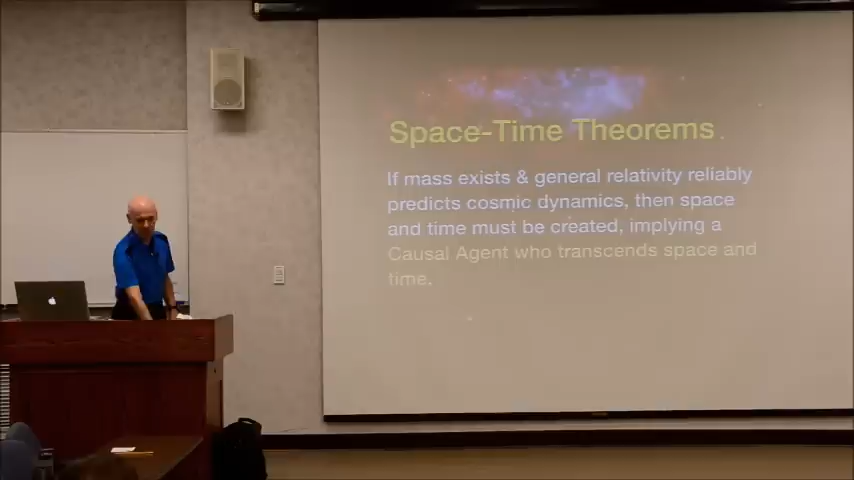 Space-Time Theorems
If mass exists & general relativity reliably
predicts cosmic dynamics, then space
and time must be created, implying a
Causal Agent who transcends space and
time.